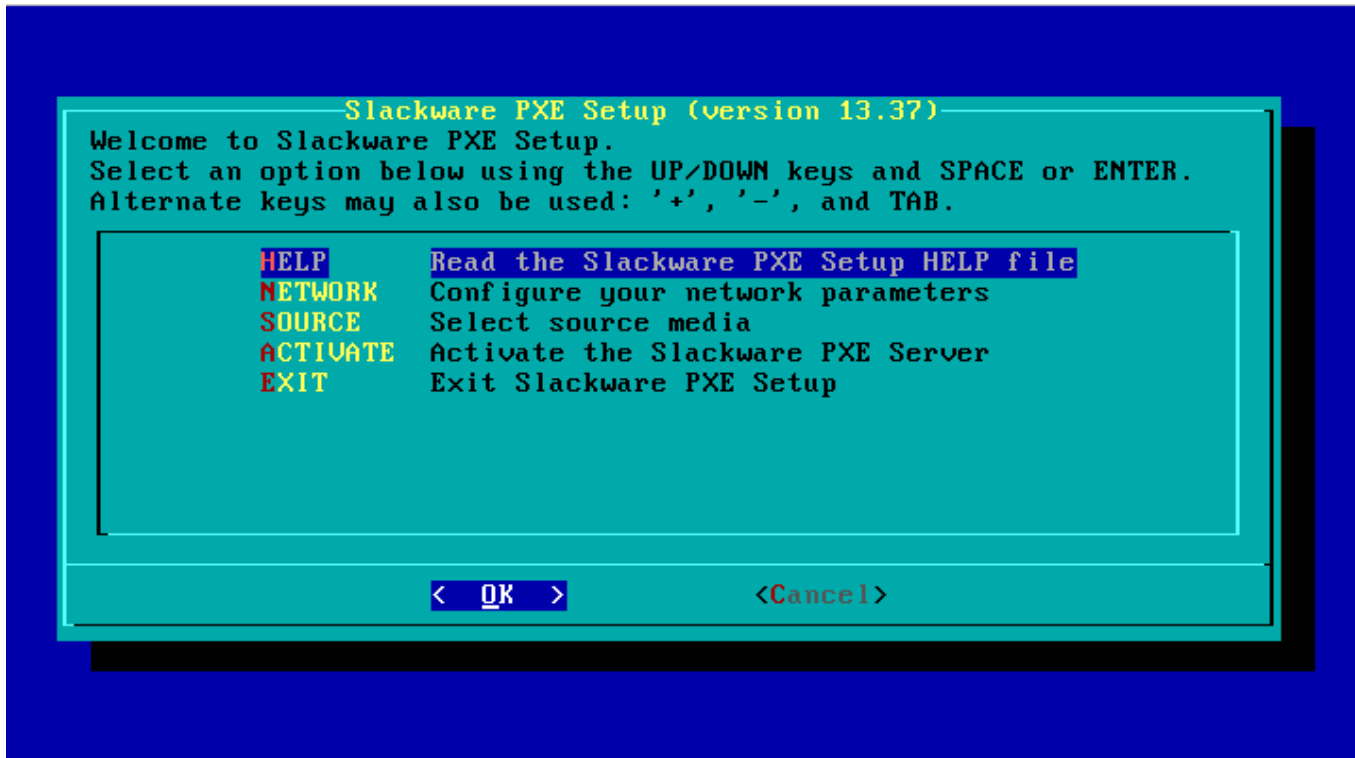 Slackware PXE Setup (version 13.37)
Welcome to Slackware PXE Setup.
Select an option below using the UP/DOWN keys and SPACE or ENTER.
Alternate keys may also be used: '+', '-', and TAB.
HELP Read the Slackware PXE Setup HELP file
NETWORK Configure your network parameters
SOURCE Select source media
ACTIVATE Activate the Slackware PXE Server
EXIT Exit Slackware PXE Setup
< OK > <Cancel>